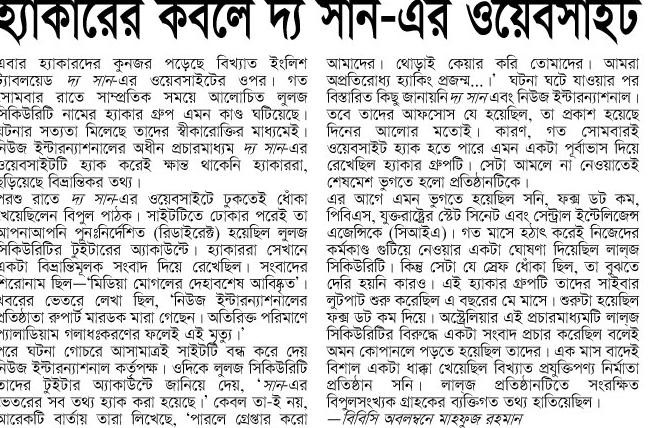 হ্যাকারের কবলে দ্য সান-এর ওয়েবসাইট
এবার হ্যাকারদের কুনজর পড়েছে বিখ্যাত ইংলিশ
ট্যাবলয়েড দ্য সান-এর ওয়েবসাইটের ওপর। গত
সোমবার রাতে সাম্প্রতিক সময়ে আলোচিত লুলজ
সিকিউরিটি নামের হ্যাকার গ্রুপ এমন কাণ্ড ঘটিয়েছে।
ঘটনার সত্যতা মিলেছে তাদের স্বীকারোক্তির মাধ্যমেই।
নিউজ ইন্টারন্যাশনালের অধীন প্রচারমাধ্যম দ্য সান-এর
ওয়েবসাইটটি হ্যাক করেই ক্ষান্ত থাকেনি হ্যাকাররা,
ছড়িয়েছে বিভ্রান্তিকর তথ্য।
পরশু রাতে দ্য সান-এর ওয়েবসাইটে ঢুকতেই ধোঁকা
খেয়েছিলেন বিপুল পাঠক। সাইটটিতে ঢোকার পরেই তা
আপনাআপনি পুনঃনির্দেশিত (রিডাইরেক্ট) হয়েছিল লুলজ
সিকিউরিটির টুইটারের অ্যাকাউন্টে। হ্যাকাররা সেখানে
একটা বিভ্রান্তিমূলক সংবাদ দিয়ে রেখেছিল। সংবাদের
শিরোনাম ছিল—‘মিডিয়া মোগলের দেহাবশেষ আবিষ্কৃত’।
খবরের ভেতরে লেখা ছিল, ‘নিউজ ইন্টারন্যাশনালের
প্রতিষ্ঠাতা রুপার্ট মারডক মারা গেছেন। অতিরিক্ত পরিমাণে
প্যালাডিয়াম গলাধঃকরণের ফলেই এই মৃত্যু।’
পরে ঘটনা গোচরে আসামাত্রই সাইটটি বন্ধ করে দেয়
নিউজ ইন্টারন্যাশনাল কর্তৃপক্ষ। ওদিকে লুলজ সিকিউরিটি
তাদের টুইটার অ্যাকাউন্টে জানিয়ে দেয়, ‘সান-এর
ভেতরের সব তথ্য হ্যাক করা হয়েছে।’ কেবল তা-ই নয়,
আরেকটি বার্তায় তারা লিখেছে, ‘পারলে গ্রেপ্তার করো
আমাদের। থোড়াই কেয়ার করি তোমাদের। আমরা
অপ্রতিরোধ্য হ্যাকিং প্রজন্ম...।’ ঘটনা ঘটে যাওয়ার পর
বিস্তারিত কিছু জানায়নি দ্য সান এবং নিউজ ইন্টারন্যাশনাল।
তবে তাদের আফসোস যে হয়েছিল, তা প্রকাশ হয়েছে
দিনের আলোর মতোই। কারণ, গত সোমবারই
ওয়েবসাইট হ্যাক হতে পারে এমন একটা পূর্বাভাস দিয়ে
রেখেছিল হ্যাকার গ্রুপটি। সেটা আমলে না নেওয়াতেই
শেষমেশ ভুগতে হলো প্রতিষ্ঠানটিকে।
এর আগে এমন ভুগতে হয়েছিল সনি, ফক্স ডট কম,
পিবিএস, যুক্তরাষ্ট্রের স্টেট সিনেট এবং সেন্ট্রাল ইন্টেলিজেন্স
এজেন্সিকে (সিআইএ)। গত মাসে হঠাৎ করেই নিজেদের
কর্মকাণ্ড গুটিয়ে নেওয়ার একটা ঘোষণা দিয়েছিল লাল্‌জ
সিকিউরিটি। কিন্তু সেটা যে স্রেফ ধোঁকা ছিল, তা বুঝতে
দেরি হয়নি কারও। এই হ্যাকার গ্রুপটি তাদের সাইবার
লুটপাট শুরু করেছিল এ বছরের মে মাসে। শুরুটা হয়েছিল
ফক্স ডট কম দিয়ে। অস্ট্রেলিয়ার এই প্রচারমাধ্যমটি লাল্‌জ
সিকিউরিটির বিরুদ্ধে একটা সংবাদ প্রচার করেছিল বলেই
অমন কোপানলে পড়তে হয়েছিল তাদের। এক মাস বাদেই
বিশাল একটা ধাক্কা খেয়েছিল বিখ্যাত প্রযুক্তিপণ্য নির্মাতা
প্রতিষ্ঠান সনি। লাল্‌জ প্রতিষ্ঠানটিতে সংরক্ষিত
বিপুলসংখ্যক গ্রাহকের ব্যক্তিগত তথ্য হাতিয়েছিল।
—বিবিসি অবলম্বনে মাহফুজ রহমান